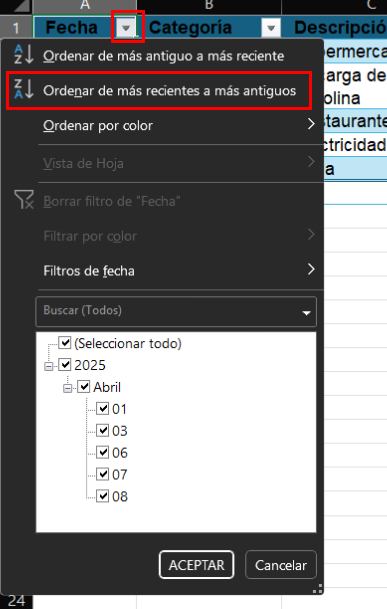 A B C
1 Fecha Categoría Descripció
Ordenar de más antiguo a más reciente
Ordenar de más recientes a más antiguos
Ordenar por color
Vista de Hoja
Borrar filtro de "Fecha"
Filtrar por color
Filtros de fecha
Buscar (Todos)
(Seleccionar todo)
2025
Abril
01
03
06
07
08
ACEPTAR Cancelar
permerca
carga de
olina
staurante
ctricidad
a
24